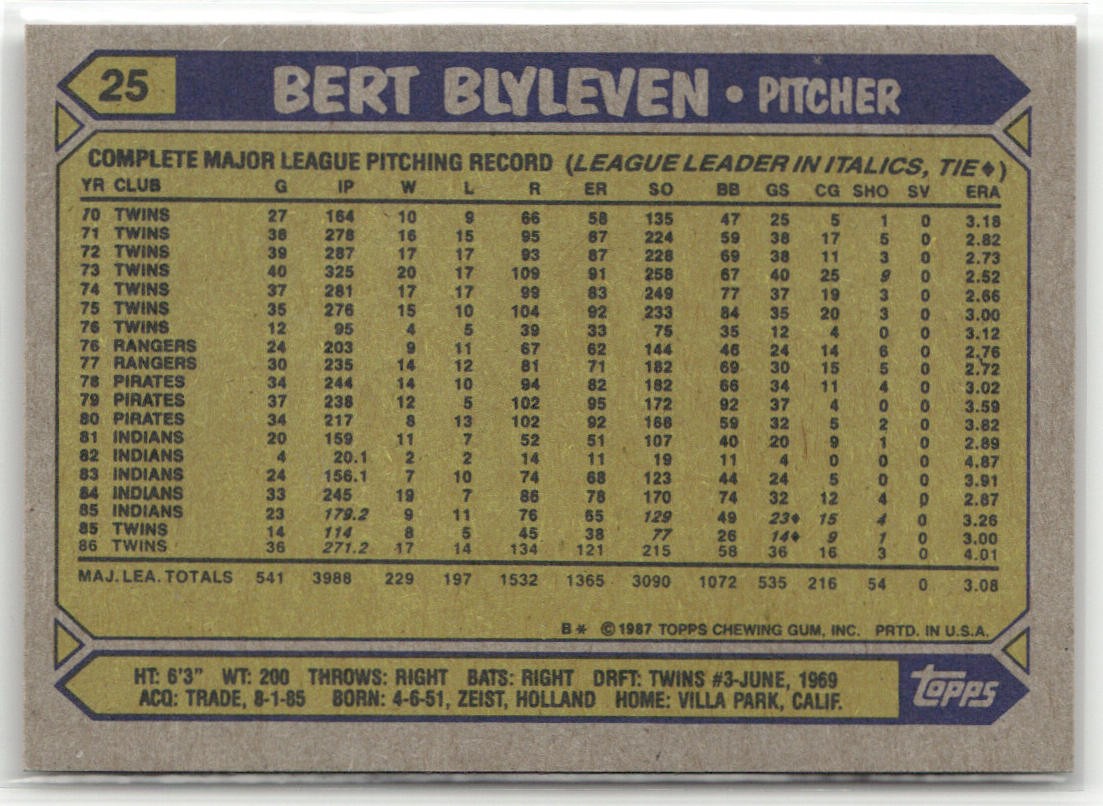 25 BERT BLYLEVEN • PITCHER
COMPLETE MAJOR LEAGUE PITCHING RECORD (LEAGUE LEADER IN ITALICS, TIE♦)
YR CLUB G IP W L R ER SO BB GS CG SHO SV ERA
70 TWINS 27 164 10 9 66 58 135 47 25 5 1 0 3.18
71 TWINS 38 278 16 15 95 87 224 59 38 17 5 0 2.82
72 TWINS 39 287 17 17 93 87 228 69 38 11 3 0 2.73
73 TWINS 40 325 20 17 109 91 258 67 40 25 9 0 2.52
74 TWINS 37 281 17 17 99 83 249 77 37 19 3 0 2.66
75 TWINS 35 276 15 10 104 92 233 84 35 20 3 0 3.00
76 TWINS 12 95 4 5 39 33 75 35 12 4 0 0 3.12
76 RANGERS 24 203 9 11 67 62 144 46 24 14 6 0 2.76
77 RANGERS 30 235 14 12 81 71 182 69 30 15 5 0 2.72
78 PIRATES 34 244 14 10 94 82 182 66 34 11 4 0 3.02
79 PIRATES 37 238 12 5 102 95 172 92 37 4 0 0 3.59
80 PIRATES 34 217 8 13 102 92 168 59 32 5 2 0 3.82
81 INDIANS 20 159 11 7 52 51 107 40 20 9 1 0 2.89
82 INDIANS 4 20.1 2 2 14 11 19 11 4 0 0 0 4.87
83 INDIANS 24 156.1 7 10 74 68 123 44 24 5 0 0 3.91
84 INDIANS 33 245 19 7 86 78 170 74 32 12 4 0 2.87
85 INDIANS 23 179.2 9 11 76 65 129 49 23♦ 15 4 0 3.26
85 TWINS 14 114 8 5 45 38 77 26 14♦ 9 1 0 3.00
86 TWINS 36 271.2 17 14 134 121 215 58 36 16 3 0 4.01
MAJ. LEA. TOTALS 541 3988 229 197 1532 1365 3090 1072 535 216 54 0 3.08
B* ©1987 TOPPS CHEWING GUM, INC. PRTD. IN U.S.A.
HT: 6'3" WT: 200 THROWS: RIGHT BATS: RIGHT DRFT: TWINS #3-JUNE, 1969
ACQ: TRADE, 8-1-85 BORN: 4-6-51, ZEIST, HOLLAND HOME: VILLA PARK, CALIF.
topps